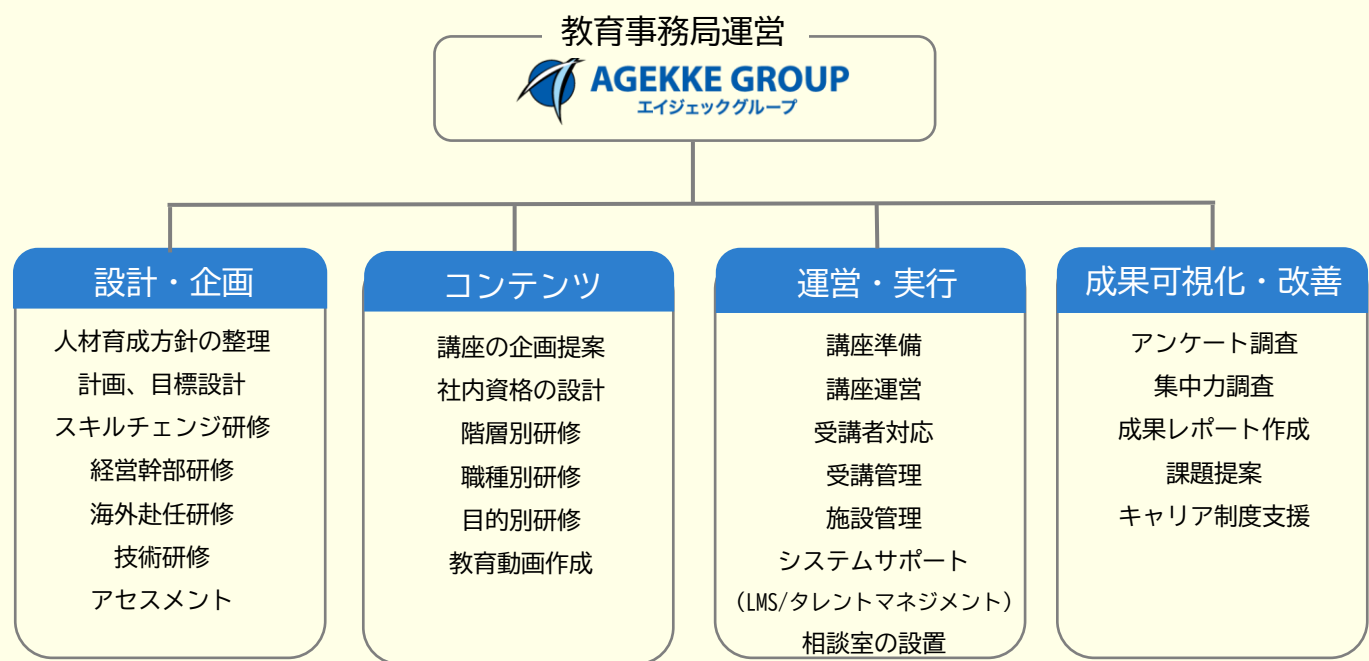 教育事務局運営
AGEKKE GROUP
エイジェックグループ
設計・企画
人材育成方針の整理
計画、目標設計
スキルチェンジ研修
経営幹部研修
海外赴任研修
技術研修
アセスメント
コンテンツ
講座の企画提案
社内資格の設計
階層別研修
職種別研修
目的別研修
教育動画作成
運営・実行
講座準備
講座運営
受講者対応
受講管理
施設管理
システムサポート
(LMS/タレントマネジメント)
相談室の設置
成果可視化・改善
アンケート調査
集中力調査
成果レポート作成
課題提案
キャリア制度支援